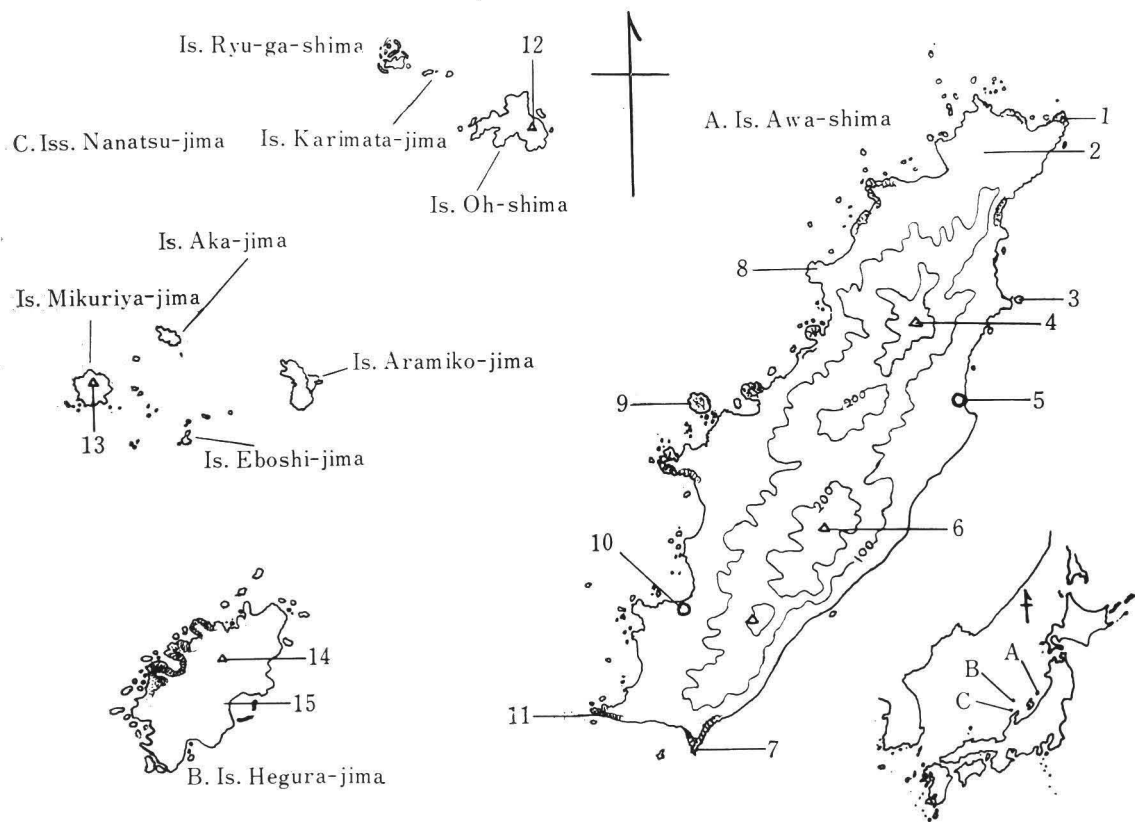 Is. Ryu-ga-shima
12
C. Iss. Nanatsu-jima
Is. Karimata-jima
Is. Oh-shima
Is. Aka-jima
Is. Mikuriya-jima
Is. Aramiko-jima
13
Is. Eboshi-jima
A. Is. Awa-shima
1
2
8
3
4
200
9
5
200
6
100
10
11
7
14
15
B. Is. Hegura-jima
A
B
C